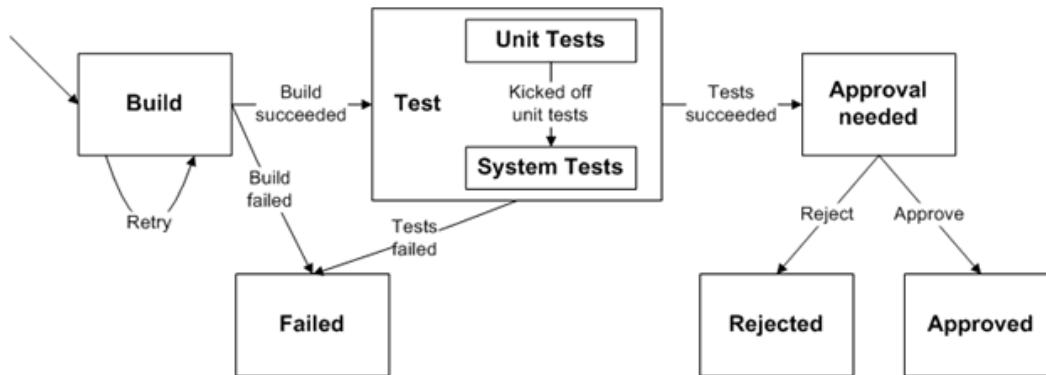 Unit Tests
Build
Build
succeeded
Test
Kicked off
unit tests
Tests
succeeded
Approval
needed
System Tests
Build
failed
Retry
Tests
failed
Reject
Approve
Failed
Rejected
Approved